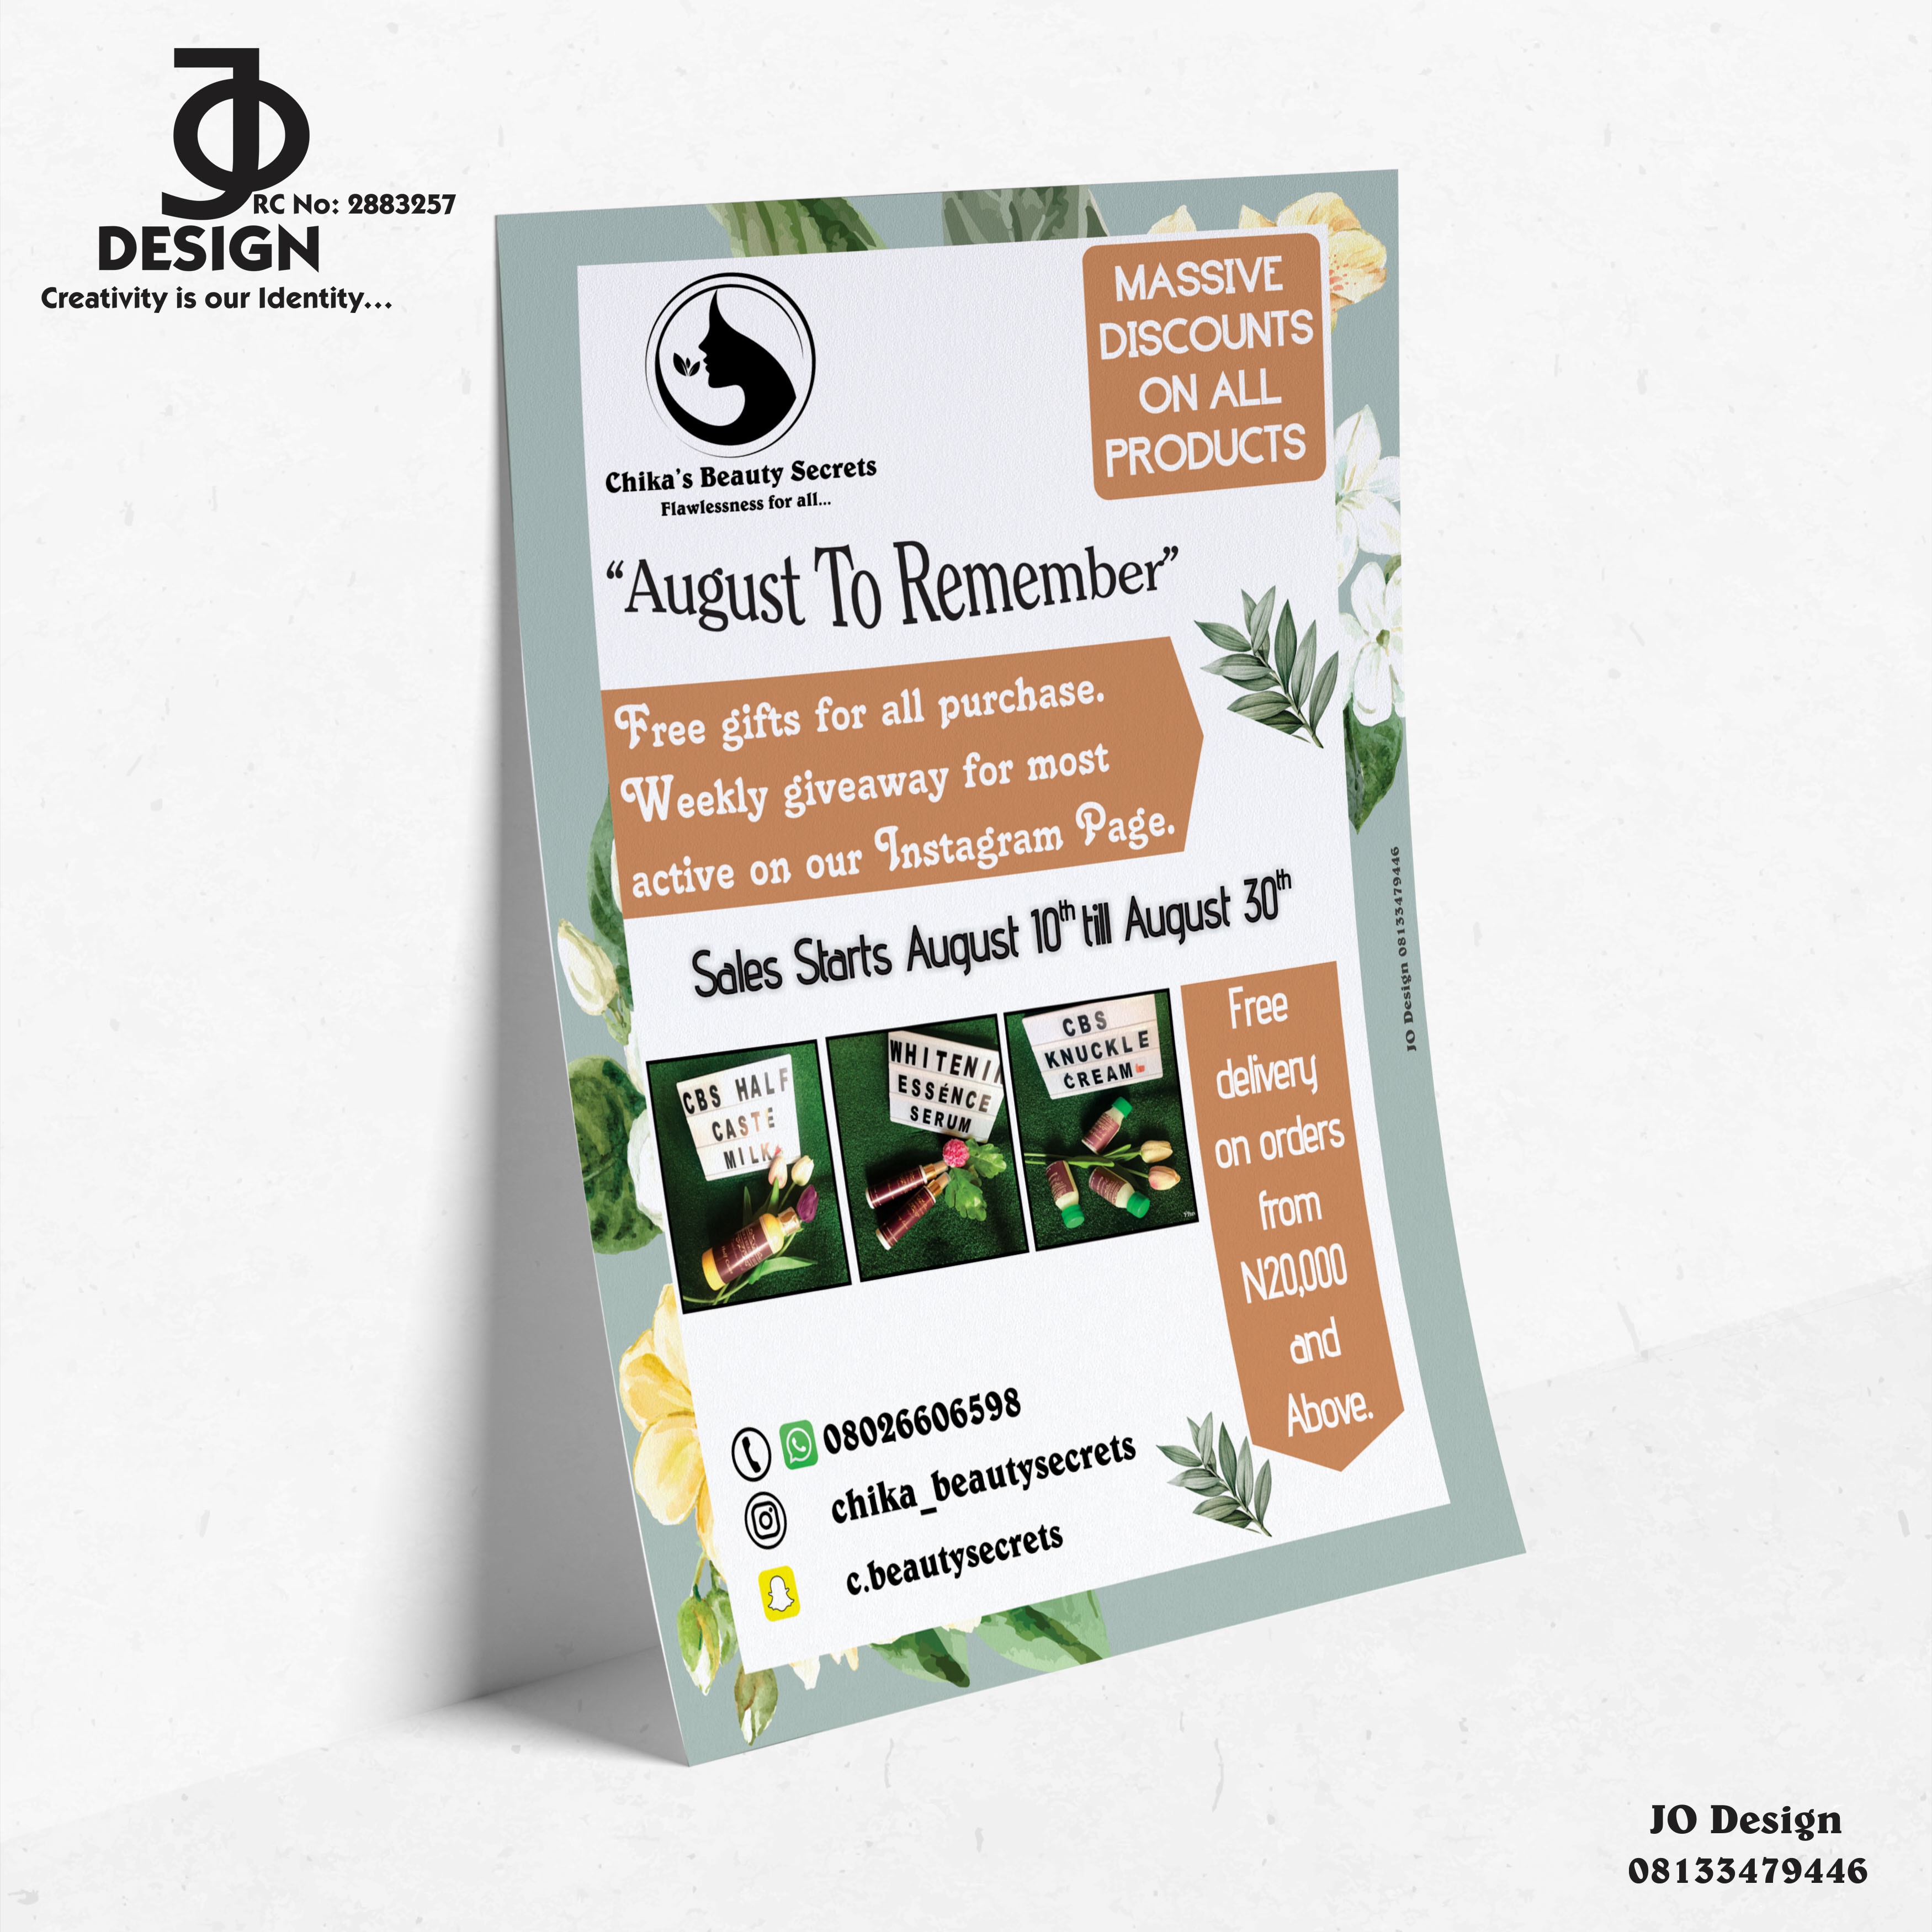 JO
RC No: 2883257
DESIGN
Creativity is our Identity...
Chika's Beauty Secrets
Flawlessness for all...
MASSIVE
DISCOUNTS
ON ALL
PRODUCTS
“August To Remember”
Free gifts for all purchase.
Weekly giveaway for most
active on our Instagram Page.
Sales Starts August 10th till August 30th
CBS HALF
CASTE
MILK
WHITENI
ESSÉNCE
SERUM
CBS
KNUCKLE
CREAM
Free
delivery
on orders
from
N20,000
and
Above.
08026606598
chika_beautysecrets
c.beautysecrets
JO Design 08133479446
JO Design
08133479446